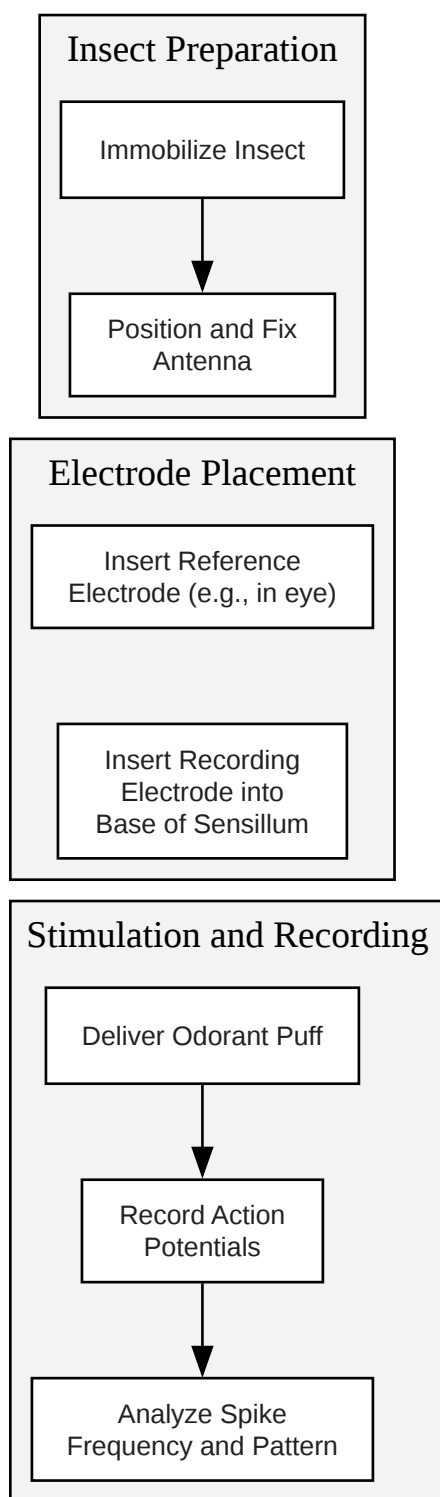 Insect Preparation
Immobilize Insect
Position and Fix
Antenna
Electrode Placement
Insert Reference
Electrode (e.g., in eye)
Insert Recording
Electrode into
Base of Sensillum
Stimulation and Recording
Deliver Odorant Puff
Record Action
Potentials
Analyze Spike
Frequency and Pattern